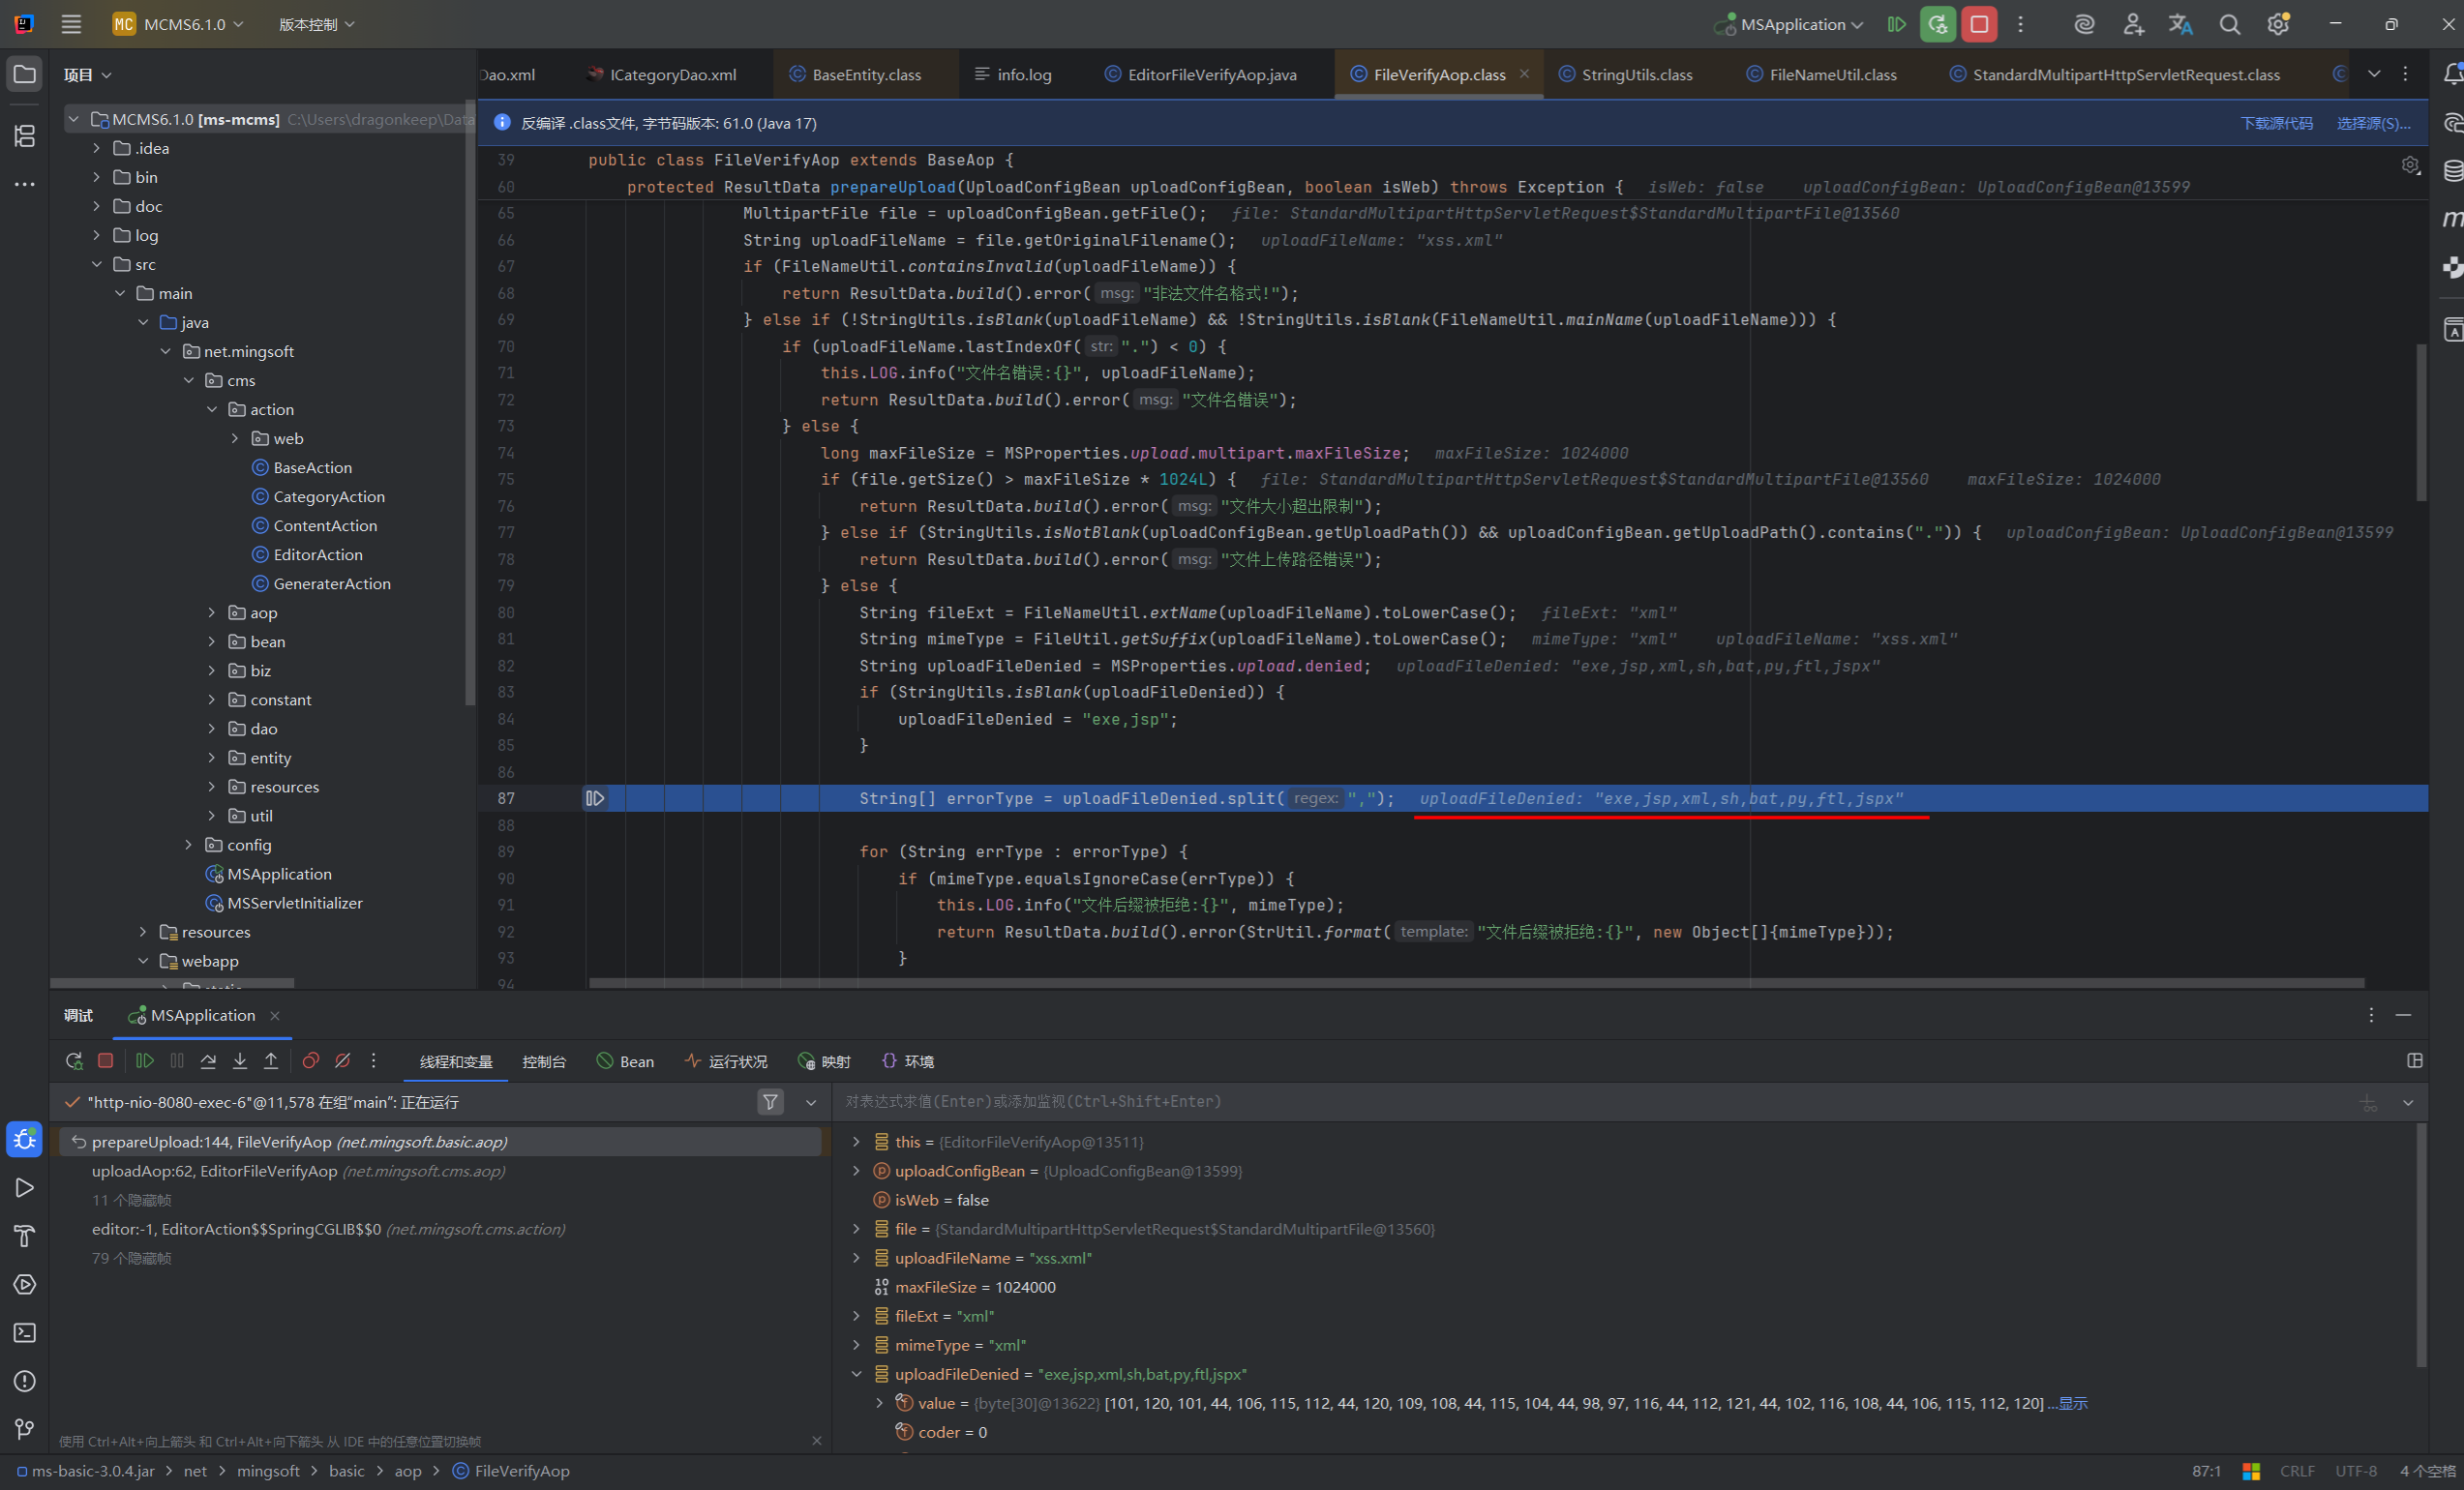 MC MCMS6.1.0 版本控制 MSApplication
项目
Dao.xml ICategoryDao.xml BaseEntity.class info.log EditorFileVerifyAop.java FileVerifyAop.class StringUtils.class FileNameUtil.class StandardMultipartHttpServletRequest.class
MCMS6.1.0 [ms-mcms] C:\Users\dragonkeep\Data
.idea
bin
doc
log
src
main
java
net.mingsoft
cms
action
web
BaseAction
CategoryAction
ContentAction
EditorAction
GeneraterAction
aop
bean
biz
constant
dao
entity
resources
util
config
MSApplication
MSServletInitializer
resources
webapp
反编译 .class文件, 字节码版本: 61.0 (Java 17) 下载源代码 选择源(S)...
39 public class FileVerifyAop extends BaseAop {
60 protected ResultData prepareUpload(UploadConfigBean uploadConfigBean, boolean isWeb) throws Exception { isWeb: false uploadConfigBean: UploadConfigBean@13599
65 MultipartFile file = uploadConfigBean.getFile(); file: StandardMultipartHttpServletRequest$StandardMultipartFile@13560
66 String uploadFileName = file.getOriginalFilename(); uploadFileName: "xss.xml"
67 if (FileNameUtil.containsInvalid(uploadFileName)) {
68 return ResultData.build().error( msg: "非法文件名格式!");
69 } else if (!StringUtils.isBlank(uploadFileName) && !StringUtils.isBlank(FileNameUtil.mainName(uploadFileName))) {
70 if (uploadFileName.lastIndexOf( str: ".") < 0) {
71 this.LOG.info("文件名错误:{}", uploadFileName);
72 return ResultData.build().error( msg: "文件名错误");
73 } else {
74 long maxFileSize = MSProperties.upload.multipart.maxFileSize; maxFileSize: 1024000
75 if (file.getSize() > maxFileSize * 1024L) { file: StandardMultipartHttpServletRequest$StandardMultipartFile@13560 maxFileSize: 1024000
76 return ResultData.build().error( msg: "文件大小超出限制");
77 } else if (StringUtils.isNotBlank(uploadConfigBean.getUploadPath()) && uploadConfigBean.getUploadPath().contains(".")) { uploadConfigBean: UploadConfigBean@13599
78 return ResultData.build().error( msg: "文件上传路径错误");
79 } else {
80 String fileExt = FileNameUtil.extName(uploadFileName).toLowerCase(); fileExt: "xml"
81 String mimeType = FileUtil.getSuffix(uploadFileName).toLowerCase(); mimeType: "xml" uploadFileName: "xss.xml"
82 String uploadFileDenied = MSProperties.upload.denied; uploadFileDenied: "exe,jsp,xml,sh,bat,py,ftl,jspx"
83 if (StringUtils.isBlank(uploadFileDenied)) {
84 uploadFileDenied = "exe,jsp";
85 }
86
87 String[] errorType = uploadFileDenied.split( regex: ","); uploadFileDenied: "exe,jsp,xml,sh,bat,py,ftl,jspx"
88
89 for (String errType : errorType) {
90 if (mimeType.equalsIgnoreCase(errType)) {
91 this.LOG.info("文件后缀被拒绝:{}", mimeType);
92 return ResultData.build().error(StrUtil.format( template: "文件后缀被拒绝:{}", new Object[]{mimeType}));
93 }
94
调试 MSApplication
线程和变量 控制台 Bean 运行状况 映射 环境
"http-nio-8080-exec-6"@11,578 在组"main": 正在运行
prepareUpload:144, FileVerifyAop (net.mingsoft.basic.aop)
uploadAop:62, EditorFileVerifyAop (net.mingsoft.cms.aop)
11 个隐藏帧
editor:-1, EditorAction$$SpringCGLIB$$0 (net.mingsoft.cms.action)
79 个隐藏帧
使用 Ctrl+Alt+向上箭头 和 Ctrl+Alt+向下箭头 从 IDE 中的任意位置切换帧
对表达式求值(Enter)或添加监视(Ctrl+Shift+Enter)
this = {EditorFileVerifyAop@13511}
uploadConfigBean = {UploadConfigBean@13599}
isWeb = false
file = {StandardMultipartHttpServletRequest$StandardMultipartFile@13560}
uploadFileName = "xss.xml"
maxFileSize = 1024000
fileExt = "xml"
mimeType = "xml"
uploadFileDenied = "exe,jsp,xml,sh,bat,py,ftl,jspx"
value = {byte[30]@13622} [101, 120, 101, 44, 106, 115, 112, 44, 120, 109, 108, 44, 115, 104, 44, 98, 97, 116, 44, 112, 121, 44, 102, 116, 108, 44, 106, 115, 112, 120] ...显示
coder = 0
ms-basic-3.0.4.jar > net > mingsoft > basic > aop > FileVerifyAop 87:1 CRLF UTF-8 4 个空格